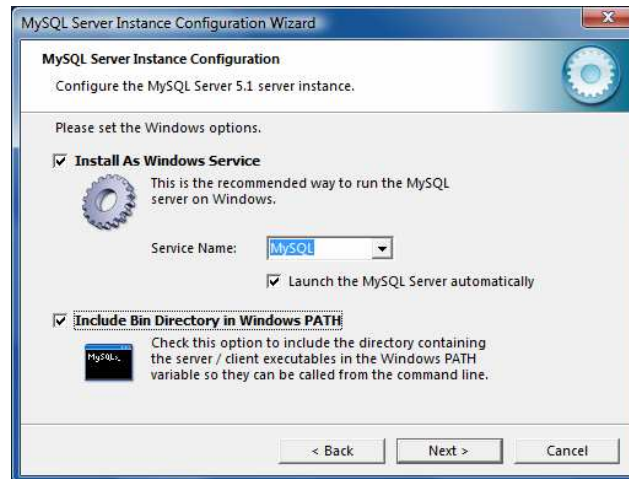 MySQL Server Instance Configuration Wizard
MySQL Server Instance Configuration
Configure the MySQL Server 5.1 server instance.
Please set the Windows options.
Install As Windows Service
This is the recommended way to run the MySQL
server on Windows.
Service Name: MySQL
Launch the MySQL Server automatically
Include Bin Directory in Windows PATH
Check this option to include the directory containing
the server / client executables in the Windows PATH
variable so they can be called from the command line.
< Back Next > Cancel